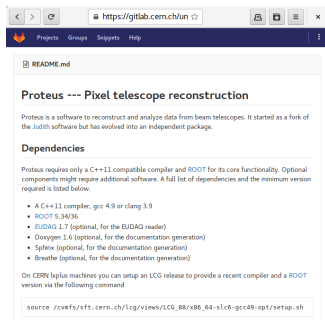 https://gitlab.cern.ch/un
Projects Groups Snippets Help
README.md
Proteus --- Pixel telescope reconstruction
Proteus is a software to reconstruct and analyze data from beam telescopes. It started as a fork of
the Judith software but has evolved into an independent package.
Dependencies
Proteus requires only a C++11 compatible compiler and ROOT for its core functionality. Optional
components might require additional software. A full list of dependencies and the minimum version
required is listed below.
• A C++11 compiler, gcc 4.9 or clang 3.9
• ROOT 5.34/36
• EUDAQ 1.7 (optional, for the EUDAQ reader)
• Doxygen 1.6 (optional, for the documentation generation)
• Sphinx (optional, for the documentation generation)
• Breathe (optional, for the documentation generation)
On CERN lxplus machines you can setup an LCG release to provide a recent compiler and a ROOT
version via the following command
source /cvmfs/sft.cern.ch/lcg/views/LCG_88/x86_64-slc6-gcc49-opt/setup.sh